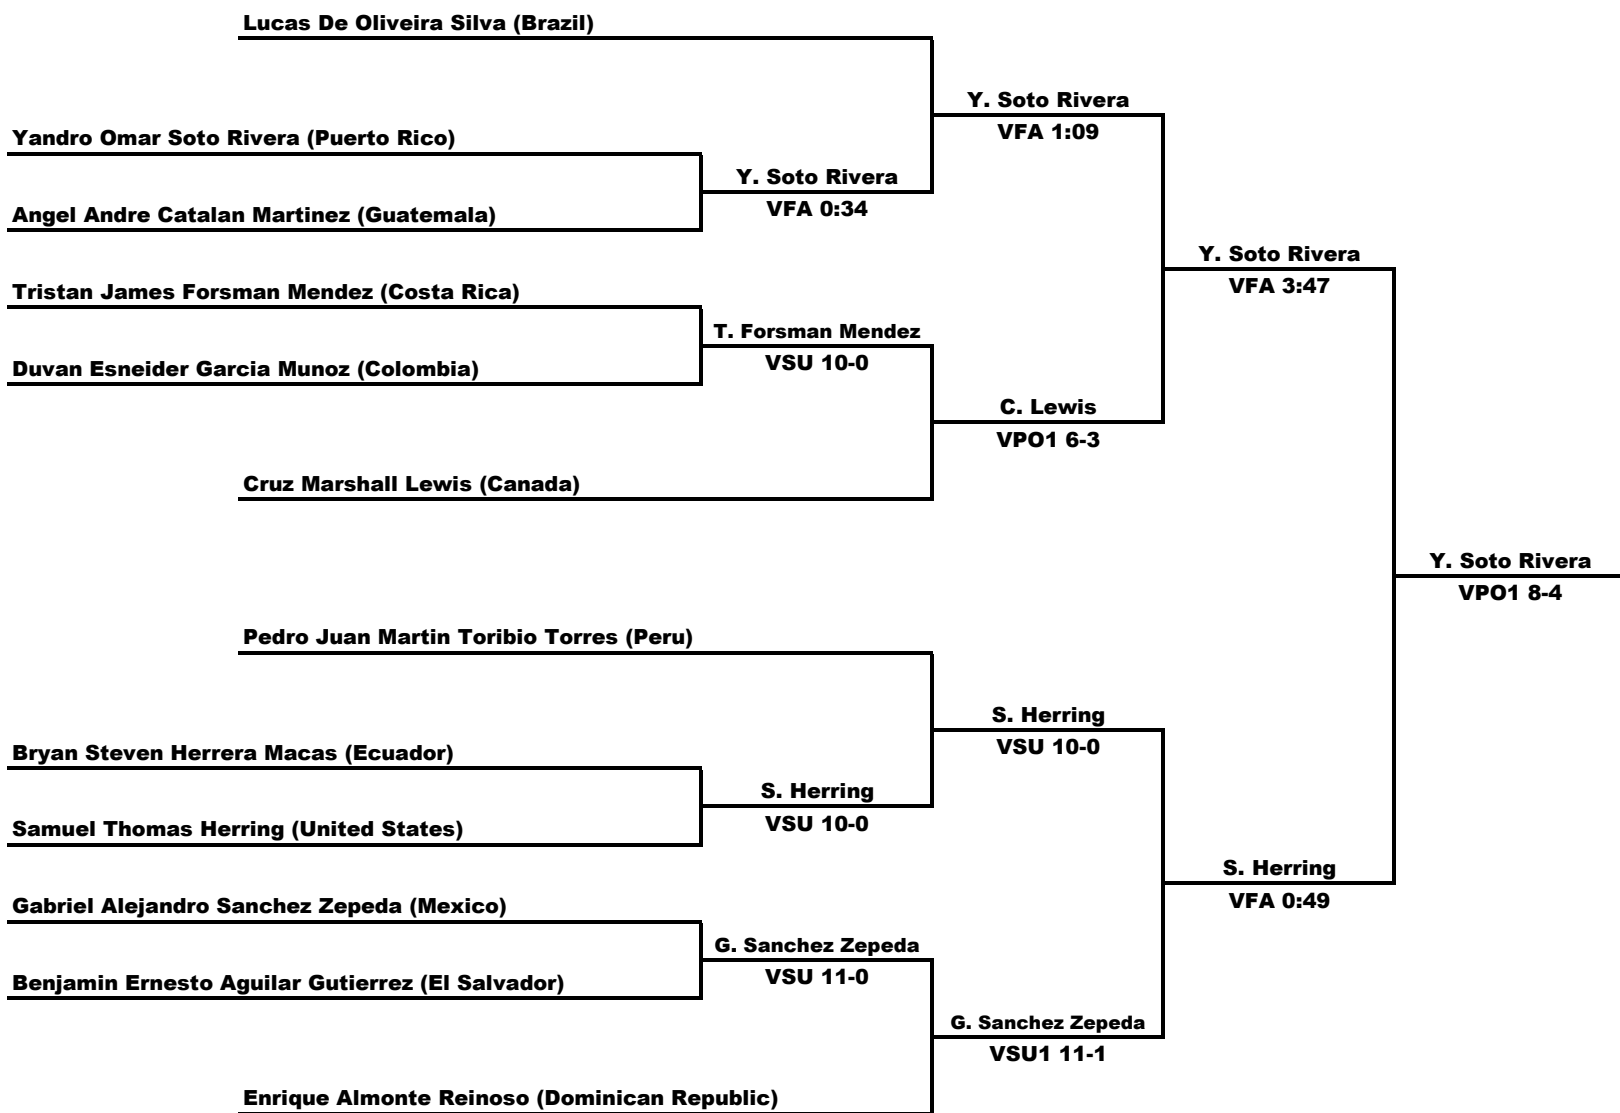 Lucas De Oliveira Silva (Brazil)
Y. Soto Rivera
VFA 1:09
Yandro Omar Soto Rivera (Puerto Rico)
Y. Soto Rivera
VFA 0:34
Angel Andre Catalan Martinez (Guatemala)
Y. Soto Rivera
VFA 3:47
Tristan James Forsman Mendez (Costa Rica)
T. Forsman Mendez
VSU 10-0
Duvan Esneider Garcia Munoz (Colombia)
C. Lewis
VPO1 6-3
Cruz Marshall Lewis (Canada)
Y. Soto Rivera
VPO1 8-4
Pedro Juan Martin Toribio Torres (Peru)
S. Herring
VSU 10-0
Bryan Steven Herrera Macas (Ecuador)
S. Herring
VSU 10-0
Samuel Thomas Herring (United States)
S. Herring
VFA 0:49
Gabriel Alejandro Sanchez Zepeda (Mexico)
G. Sanchez Zepeda
VSU 11-0
Benjamin Ernesto Aguilar Gutierrez (El Salvador)
G. Sanchez Zepeda
VSU1 11-1
Enrique Almonte Reinoso (Dominican Republic)